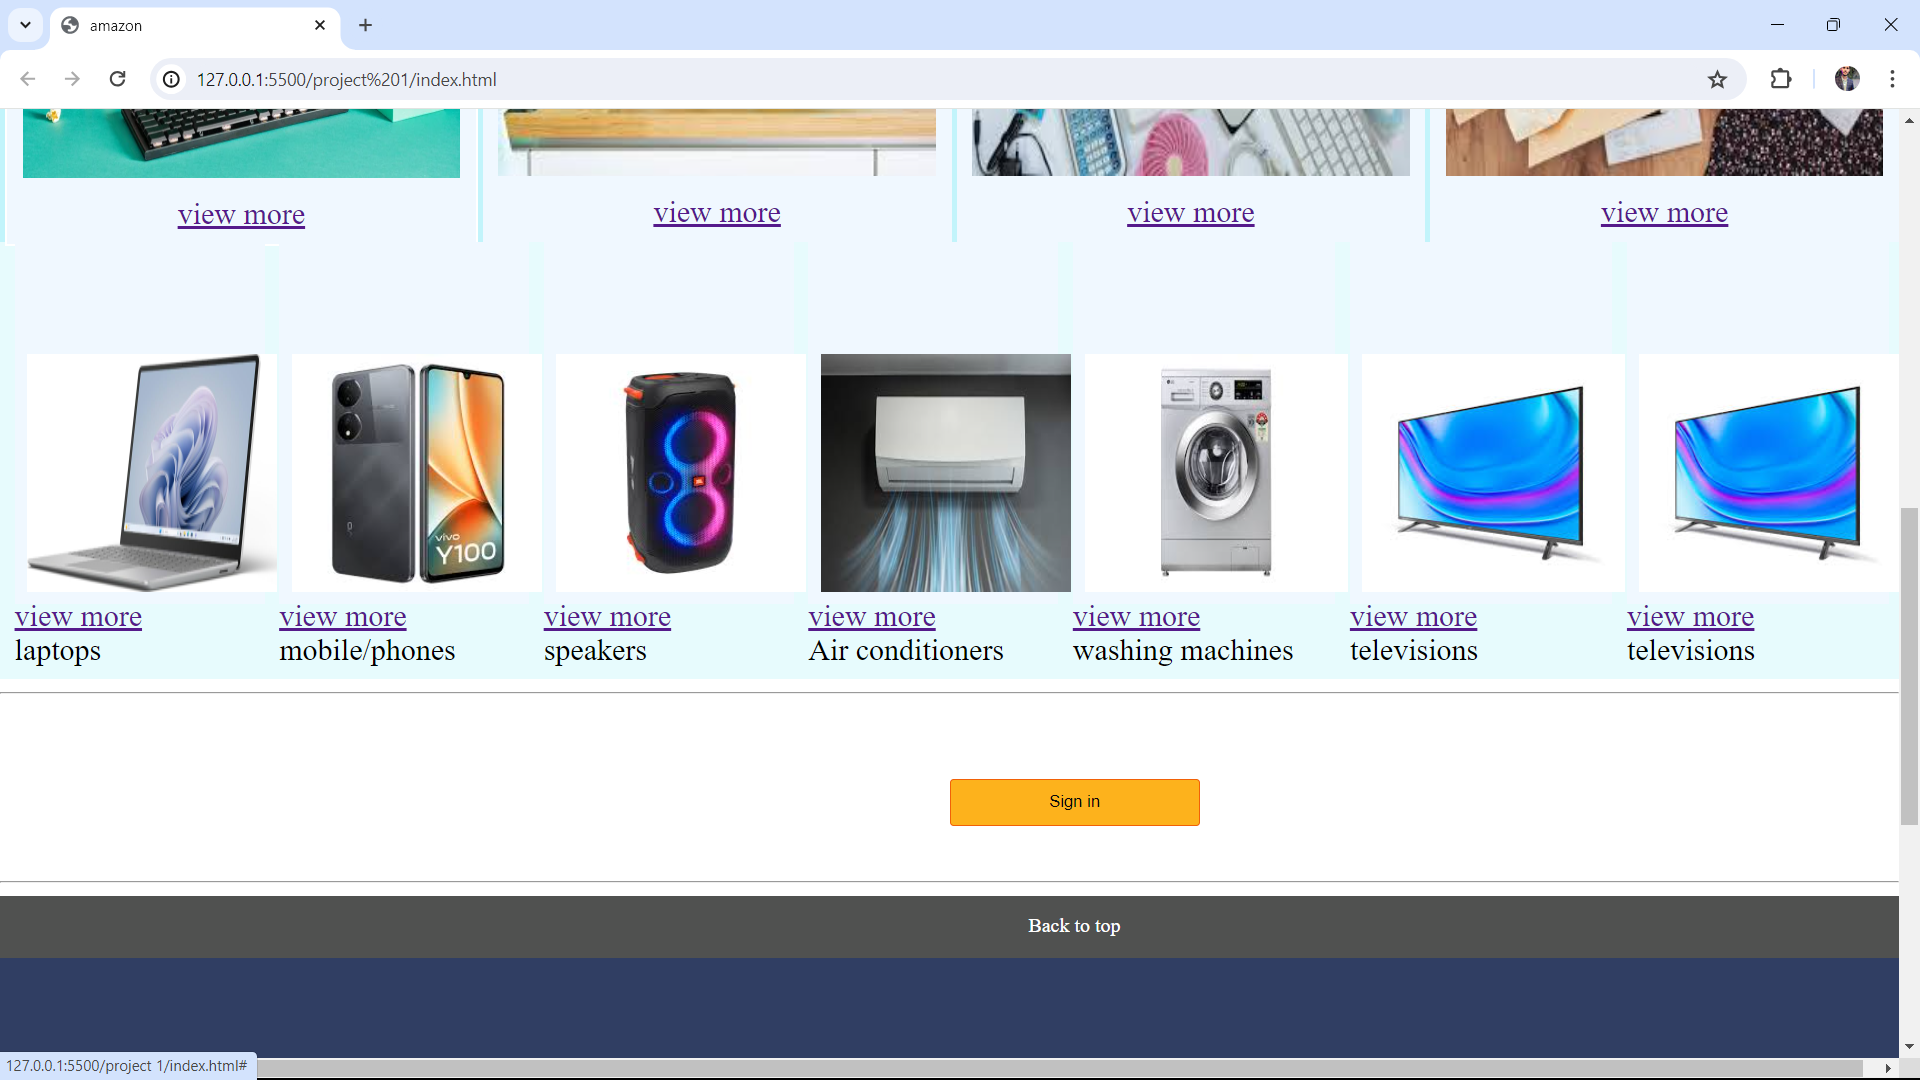 amazon
127.0.0.1:5500/project%201/index.html
view more view more view more view more
vivo
Y100
LG
JBL
view more view more view more view more view more view more view more
laptops mobile/phones speakers Air conditioners washing machines televisions televisions
Sign in
Back to top
127.0.0.1:5500/project 1/index.html#